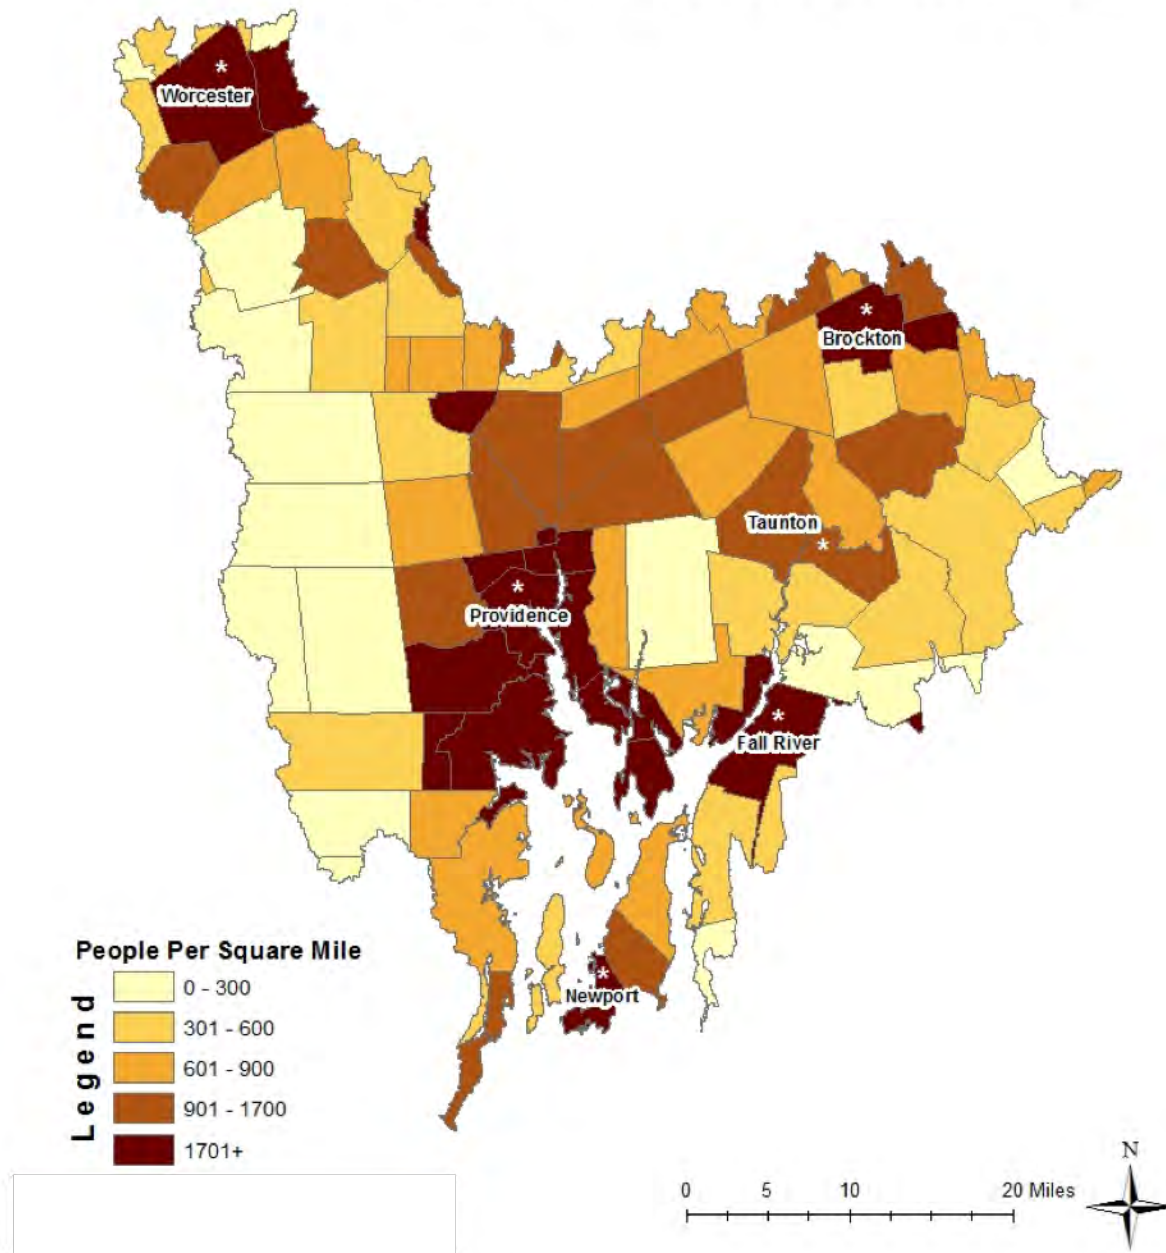 Worcester
Brockton
Taunton
Providence
Fall River
Newport
People Per Square Mile
Legend
0 - 300
301 - 600
601 - 900
901 - 1700
1701+
N
0 5 10 20 Miles